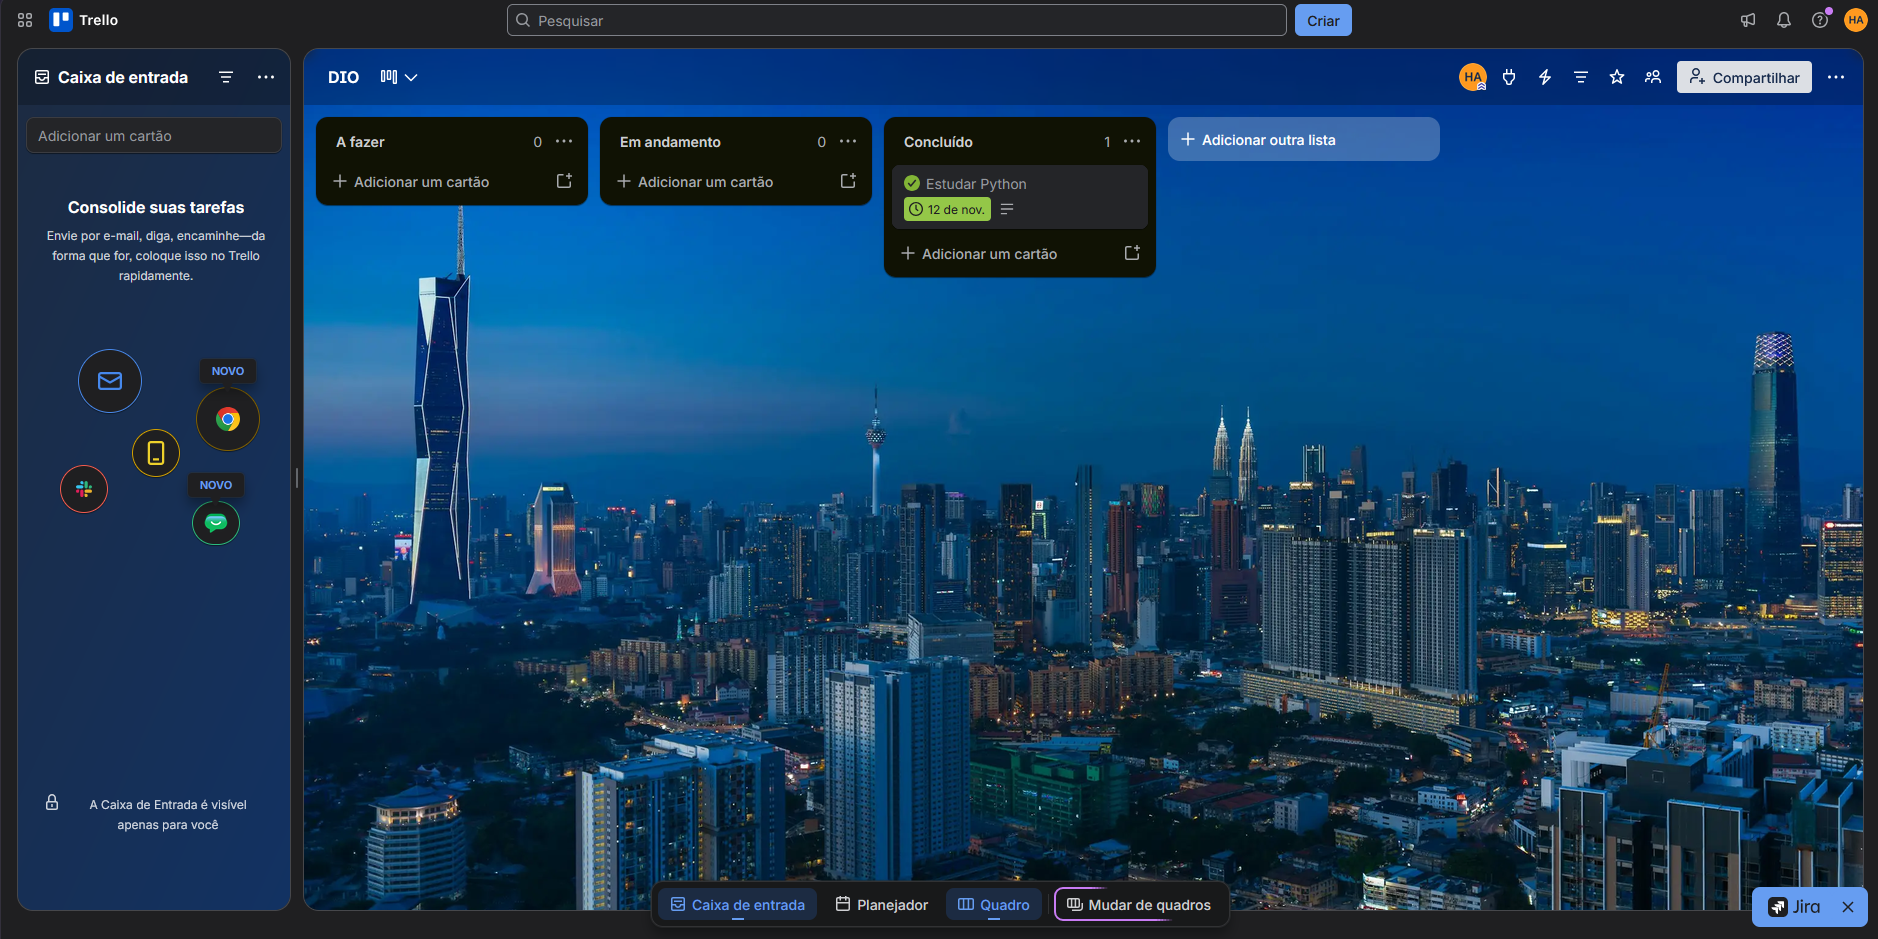 Trello
Pesquisar
Criar
HA
Caixa de entrada
Adicionar um cartão
Consolide suas tarefas
Envie por e-mail, diga, encaminhe—da
forma que for, coloque isso no Trello
rapidamente.
NOVO
NOVO
A Caixa de Entrada é visível
apenas para você
DIO
HA
Compartilhar
A fazer
0
Adicionar um cartão
Em andamento
0
Adicionar um cartão
Concluído
1
Estudar Python
12 de nov.
Adicionar um cartão
Adicionar outra lista
Caixa de entrada
Planejador
Quadro
Mudar de quadros
Jira